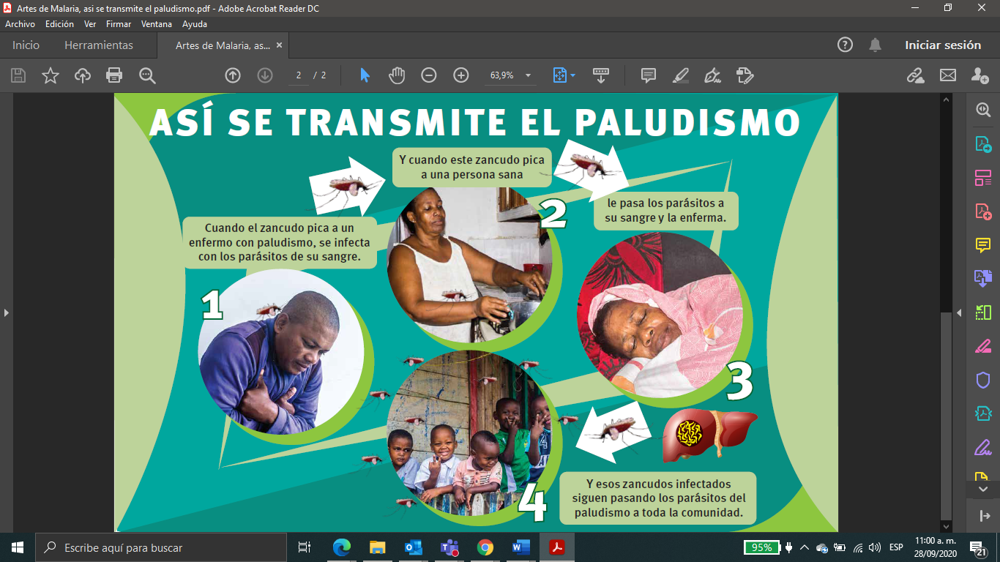 Artes de Malaria, asi se transmite el paludismo.pdf - Adobe Acrobat Reader DC
Archivo Edición Ver Firmar Ventana Ayuda
Inicio Herramientas Artes de Malaria, as... Iniciar sesión
2 / 2 63,9%
ASÍ SE TRANSMITE EL PALUDISMO
Y cuando este zancudo pica
a una persona sana
2
le pasa los parásitos a
su sangre y la enferma.
Cuando el zancudo pica a un
enfermo con paludismo, se infecta
con los parásitos de su sangre.
1
3
4
Y esos zancudos infectados
siguen pasando los parásitos del
paludismo a toda la comunidad.
Escribe aquí para buscar
95%
ESP
11:00 a. m.
28/09/2020
21